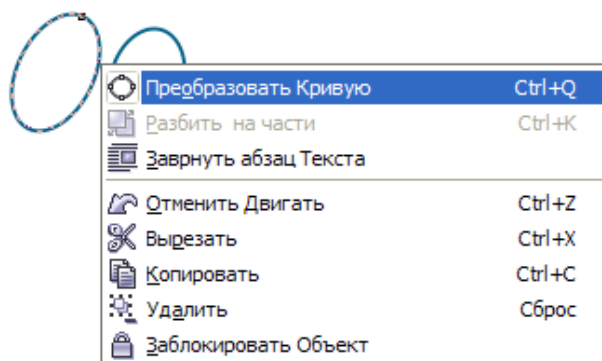 Преобразовать Кривую Ctrl+Q
Разбить на части Ctrl+K
Заврнуть абзац Текста
Отменить Двигать Ctrl+Z
Вырезать Ctrl+X
Копировать Ctrl+C
Удалить Сброс
Заблокировать Объект